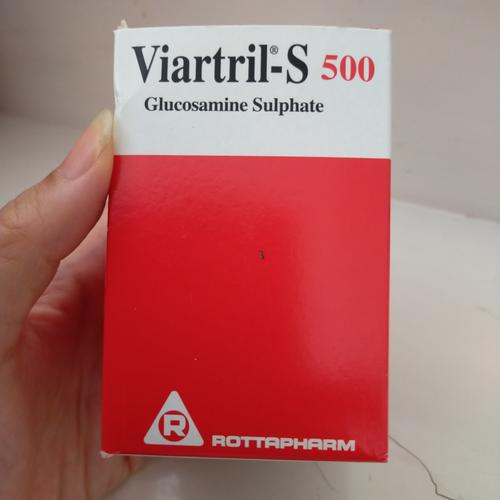 Viartril®-S 500
Glucosamine Sulphate
R
ROTTAPHARM